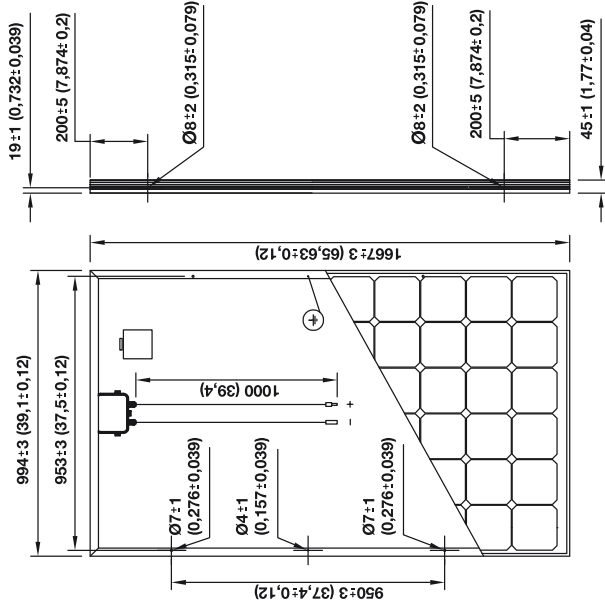 19±1 (0,732±0,039)
200±5 (7,874±0,2)
Ø8±2 (0,315±0,079)
Ø8±2 (0,315±0,079)
200±5 (7,874±0,2)
45±1 (1,77±0,04)
1667±3 (65,63±0,12)
994±3 (39,1±0,12)
953±3 (37,5±0,12)
1000 (39,4)
+
–
Ø7±1
(0,276±0,039)
Ø4±1
(0,157±0,039)
Ø7±1
(0,276±0,039)
950±3 (37,4±0,12)